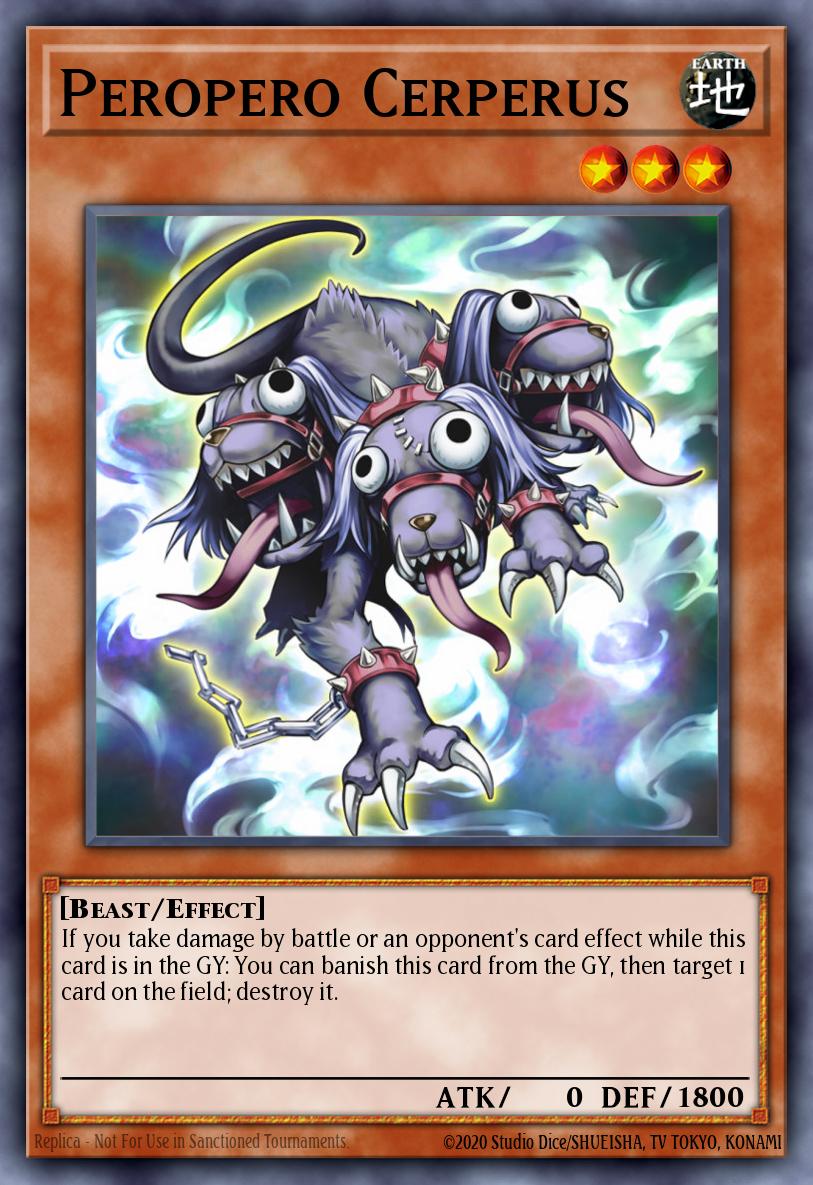 Peropero Cerperus
EARTH
地
[Beast/Effect]
If you take damage by battle or an opponent's card effect while this
card is in the GY: You can banish this card from the GY, then target 1
card on the field; destroy it.
ATK/ 0 DEF/1800
Replica - Not For Use in Sanctioned Tournaments.
©2020 Studio Dice/SHUEISHA, TV TOKYO, KONAMI